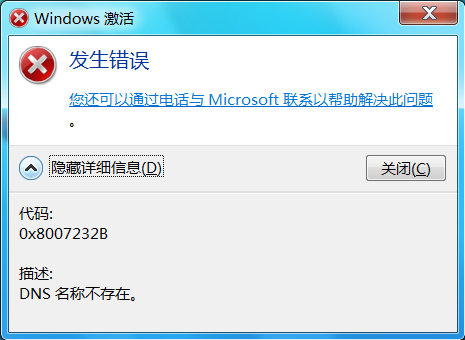 Windows 激活
发生错误
您还可以通过电话与 Microsoft 联系以帮助解决此问题
。
隐藏详细信息(D)
关闭(C)
代码:
0x8007232B
描述:
DNS 名称不存在。